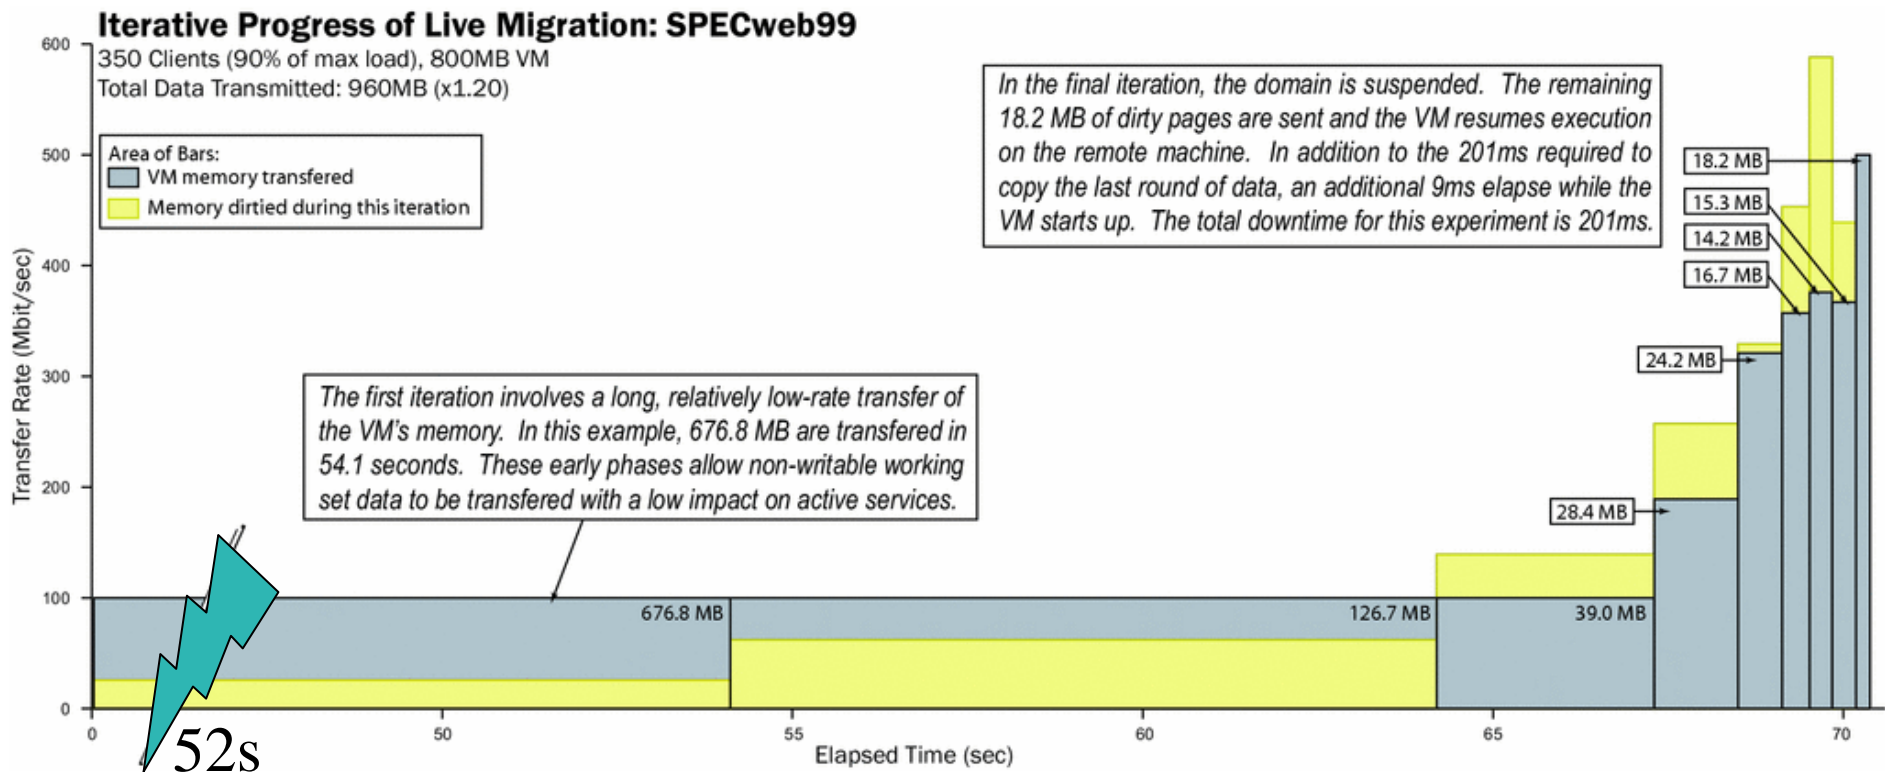 Iterative Progress of Live Migration: SPECweb99
350 Clients (90% of max load), 800MB VM
Total Data Transmitted: 960MB (x1.20)
Area of Bars:
VM memory transfered
Memory dirtied during this iteration
In the final iteration, the domain is suspended. The remaining
18.2 MB of dirty pages are sent and the VM resumes execution
on the remote machine. In addition to the 201ms required to
copy the last round of data, an additional 9ms elapse while the
VM starts up. The total downtime for this experiment is 201ms.
18.2 MB
15.3 MB
14.2 MB
16.7 MB
24.2 MB
28.4 MB
The first iteration involves a long, relatively low-rate transfer of
the VM's memory. In this example, 676.8 MB are transfered in
54.1 seconds. These early phases allow non-writable working
set data to be transfered with a low impact on active services.
676.8 MB
126.7 MB
39.0 MB
Transfer Rate (Mbit/sec)
600
500
400
300
200
100
0
0
50
55
60
65
70
Elapsed Time (sec)
52s